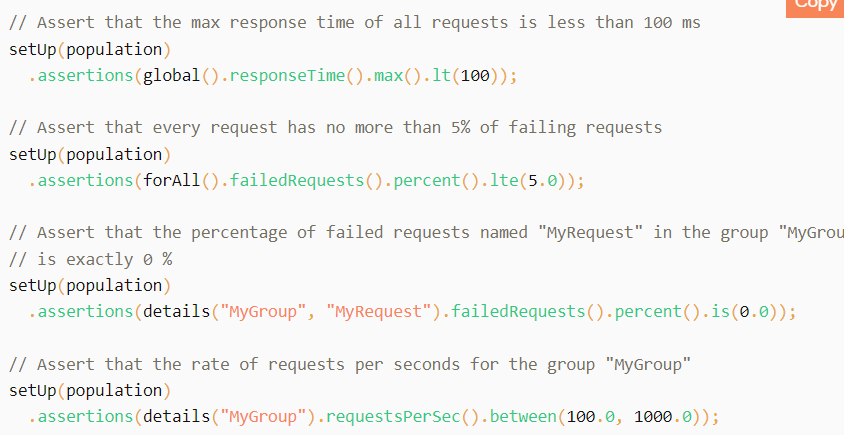 Copy
// Assert that the max response time of all requests is less than 100 ms
setUp(population)
  .assertions(global().responseTime().max().lt(100));
// Assert that every request has no more than 5% of failing requests
setUp(population)
  .assertions(forAll().failedRequests().percent().lte(5.0));
// Assert that the percentage of failed requests named "MyRequest" in the group "MyGrou
// is exactly 0 %
setUp(population)
  .assertions(details("MyGroup", "MyRequest").failedRequests().percent().is(0.0));
// Assert that the rate of requests per seconds for the group "MyGroup"
setUp(population)
  .assertions(details("MyGroup").requestsPerSec().between(100.0, 1000.0));